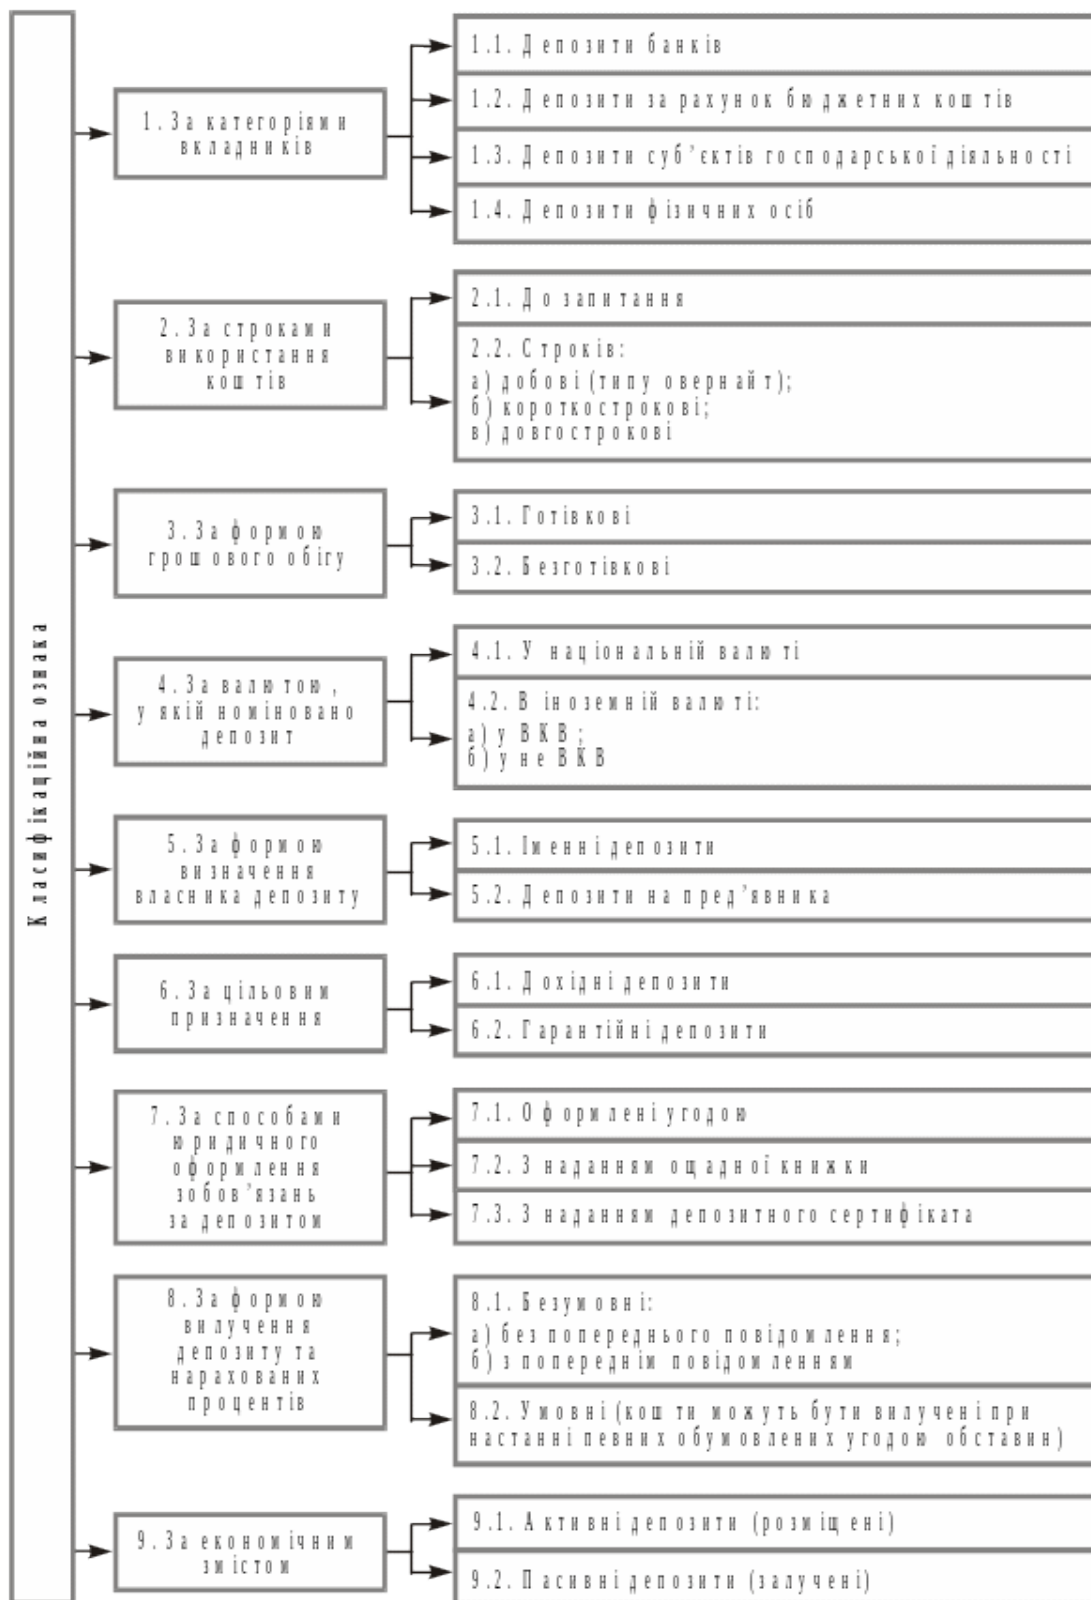 Класифікаційна ознака
1. За категоріями
вкладників
1.1. Депозити банків
1.2. Депозити за рахунок бюджетних коштів
1.3. Депозити суб’єктів господарської діяльності
1.4. Депозити фізичних осіб
2. За строками
використання
коштів
2.1. До запитання
2.2. Строків:
а) добові (типу овернайт);
б) короткострокові;
в) довгострокові
3. За формою
грошового обігу
3.1. Готівкові
3.2. Безготівкові
4. За валютою,
у якій номіновано
депозит
4.1. У національній валюті
4.2. В іноземній валюті:
а) у ВКВ;
б) у не ВКВ
5. За формою
визначення
власника депозиту
5.1. Іменні депозити
5.2. Депозити на пред’явника
6. За цільовим
призначення
6.1. Дохідні депозити
6.2. Гарантійні депозити
7. За способами
юридичного
оформлення
зобов’язань
за депозитом
7.1. Оформлені угодою
7.2. З наданням ощадної книжки
7.3. З наданням депозитного сертифіката
8. За формою
вилучення
депозиту та
нарахованих
процентів
8.1. Безумовні:
а) без попереднього повідомлення;
б) з попереднім повідомленням
8.2. Умовні (кошти можуть бути вилучені при
настанні певних обумовлених угодою обставин)
9. За економічним
змістом
9.1. Активні депозити (розміщені)
9.2. Пасивні депозити (залучені)